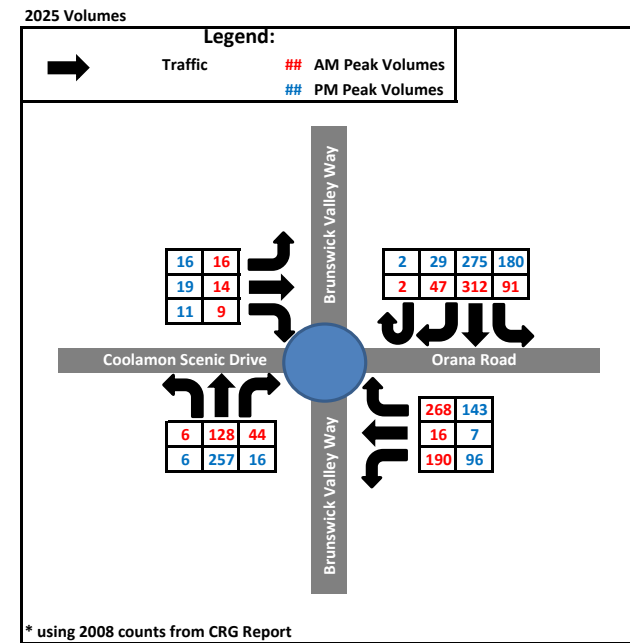 2025 Volumes
Legend:
Traffic ## AM Peak Volumes
## PM Peak Volumes
Brunswick Valley Way
16 16
19 14
11 9
2 29 275 180
2 47 312 91
Coolamon Scenic Drive
Orana Road
6 128 44
6 257 16
268 143
16 7
190 96
Brunswick Valley Way
* using 2008 counts from CRG Report